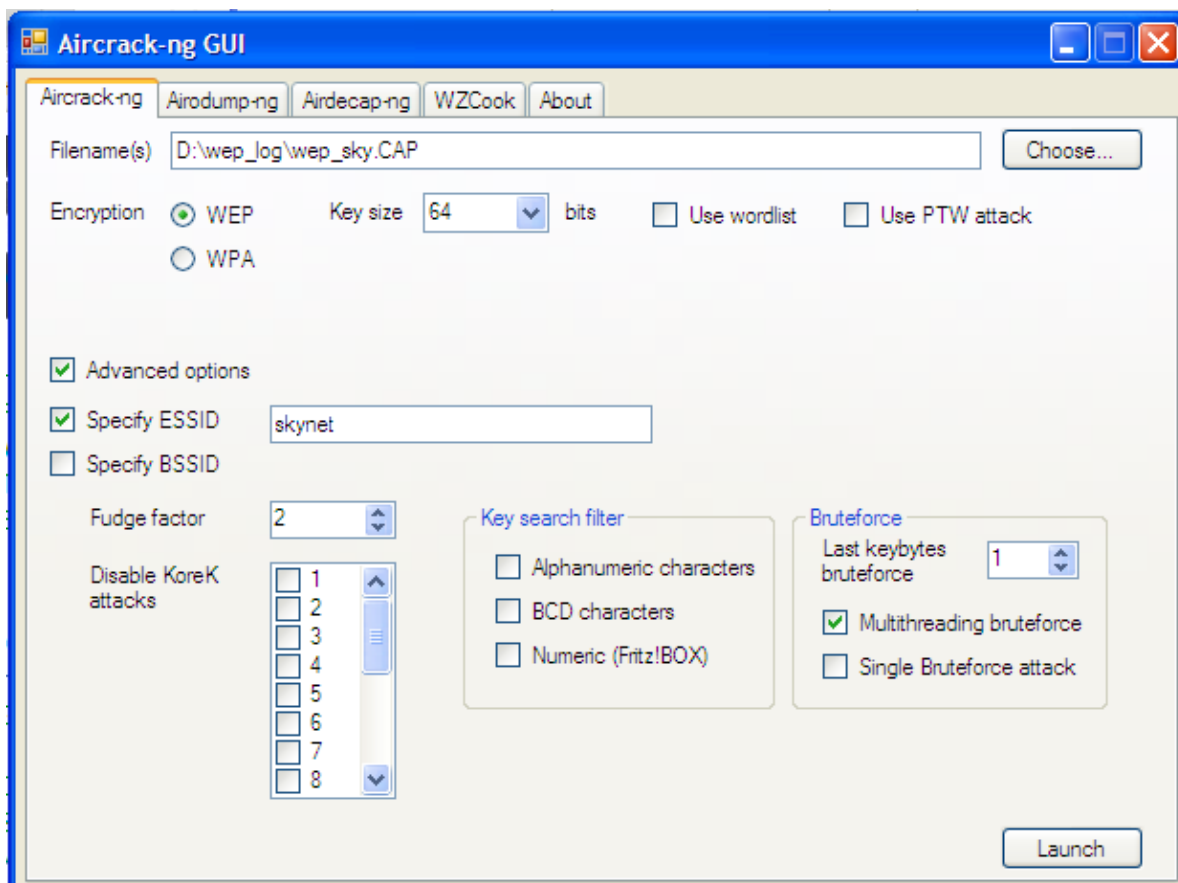 Aircrack-ng GUI
Aircrack-ng Airodump-ng Airdecap-ng WZCook About
Filename(s) D:\wep_log\wep_sky.CAP Choose...
Encryption WEP Key size 64 bits Use wordlist Use PTW attack
WPA
Advanced options
Specify ESSID skynet
Specify BSSID
Fudge factor 2
Disable KoreK
attacks
1
2
3
4
5
6
7
8
Key search filter
Alphanumeric characters
BCD characters
Numeric (Fritz!BOX)
Bruteforce
Last keybytes
bruteforce 1
Multithreading bruteforce
Single Bruteforce attack
Launch